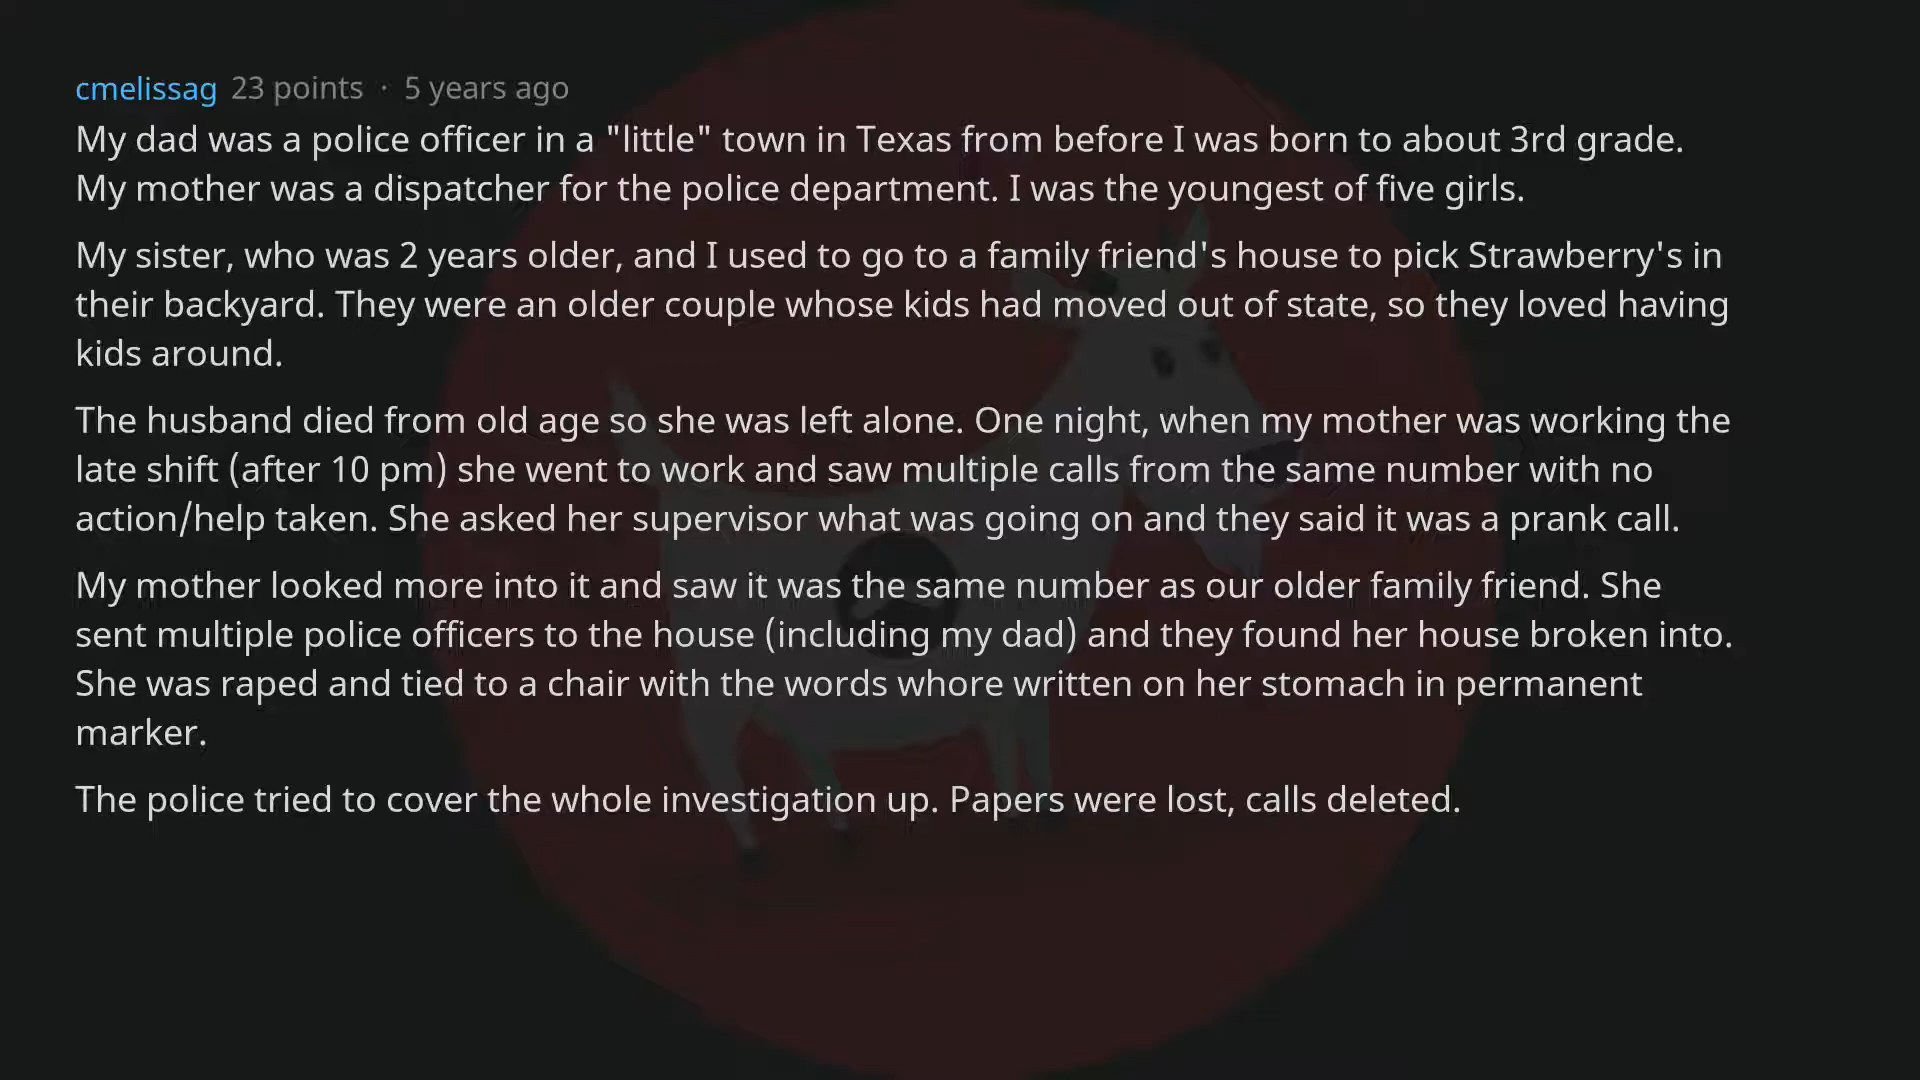 cmelissag 23 points · 5 years ago
My dad was a police officer in a "little" town in Texas from before I was born to about 3rd grade.
My mother was a dispatcher for the police department. I was the youngest of five girls.
My sister, who was 2 years older, and I used to go to a family friend's house to pick Strawberry's in
their backyard. They were an older couple whose kids had moved out of state, so they loved having
kids around.
The husband died from old age so she was left alone. One night, when my mother was working the
late shift (after 10 pm) she went to work and saw multiple calls from the same number with no
action/help taken. She asked her supervisor what was going on and they said it was a prank call.
My mother looked more into it and saw it was the same number as our older family friend. She
sent multiple police officers to the house (including my dad) and they found her house broken into.
She was raped and tied to a chair with the words whore written on her stomach in permanent
marker.
The police tried to cover the whole investigation up. Papers were lost, calls deleted.